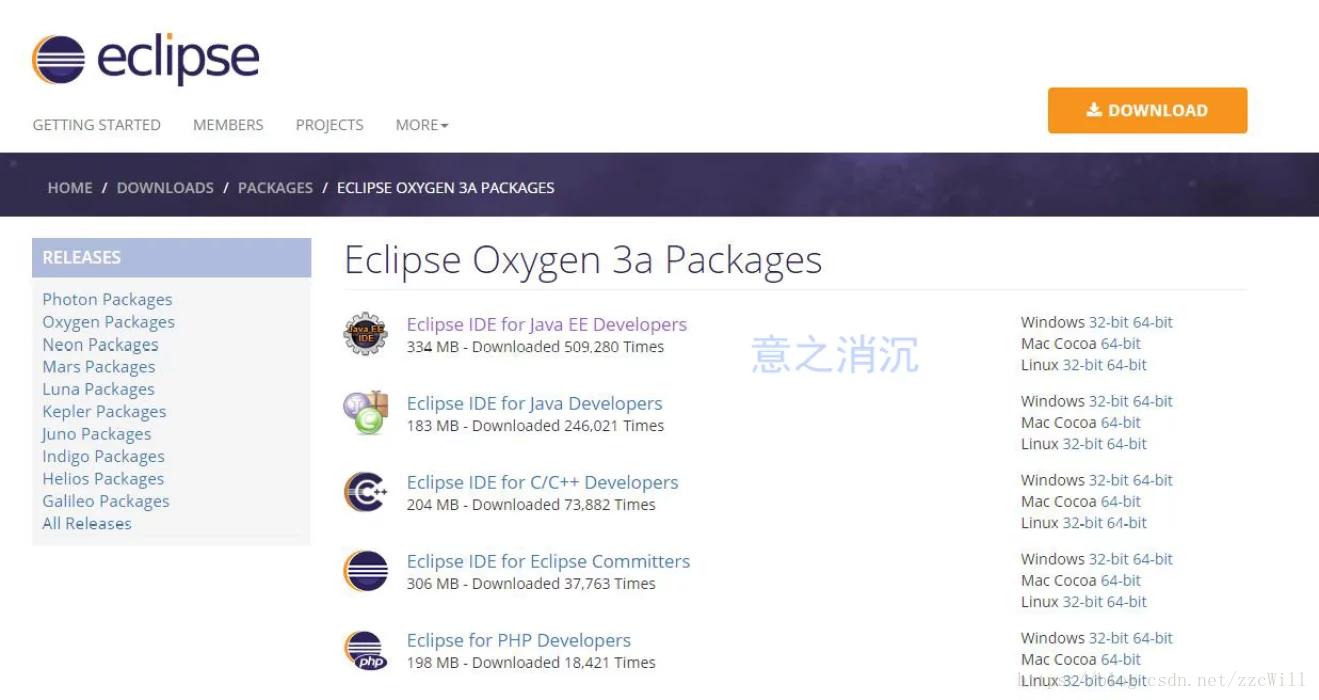 eclipse
GETTING STARTED MEMBERS PROJECTS MORE
DOWNLOAD
HOME / DOWNLOADS / PACKAGES / ECLIPSE OXYGEN 3A PACKAGES
RELEASES
Photon Packages
Oxygen Packages
Neon Packages
Mars Packages
Luna Packages
Kepler Packages
Juno Packages
Indigo Packages
Helios Packages
Galileo Packages
All Releases
Eclipse Oxygen 3a Packages
Java EE
IDE
Eclipse IDE for Java EE Developers
334 MB - Downloaded 509,280 Times
Windows 32-bit 64-bit
Mac Cocoa 64-bit
Linux 32-bit 64-bit
意之消沉
Eclipse IDE for Java Developers
183 MB - Downloaded 246,021 Times
Windows 32-bit 64-bit
Mac Cocoa 64-bit
Linux 32-bit 64-bit
C++
Eclipse IDE for C/C++ Developers
204 MB - Downloaded 73,882 Times
Windows 32-bit 64-bit
Mac Cocoa 64-bit
Linux 32-bit 64-bit
Eclipse IDE for Eclipse Committers
306 MB - Downloaded 37,763 Times
Windows 32-bit 64-bit
Mac Cocoa 64-bit
Linux 32-bit 64-bit
php
Eclipse for PHP Developers
198 MB - Downloaded 18,421 Times
Windows 32-bit 64-bit
Mac Cocoa 64-bit
Linux 32-bit 64-bit
https://blog.csdn.net/zzcWill